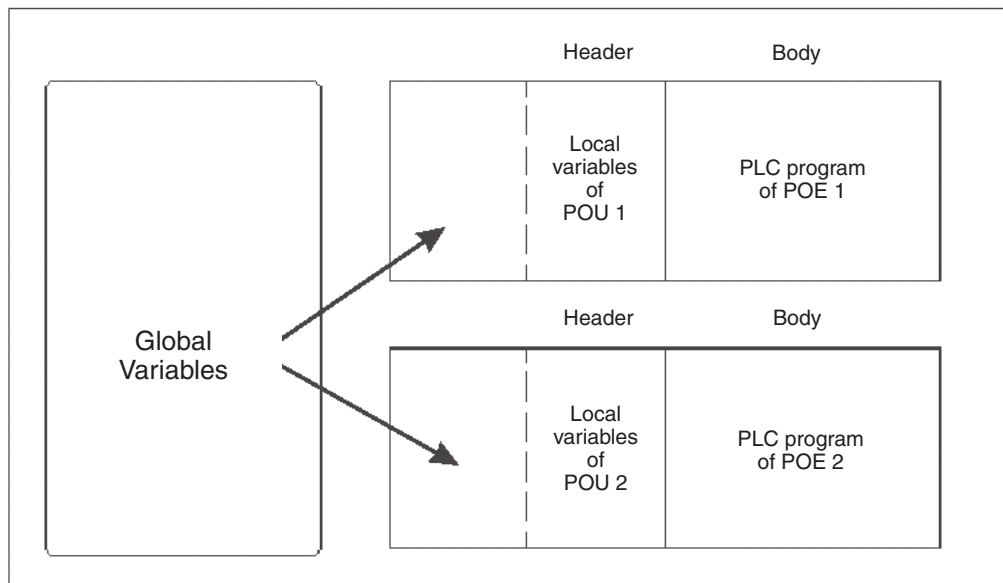 Header
Body
Local
variables
of
POU 1
PLC program
of POE 1
Global
Variables
Header
Body
Local
variables
of
POU 2
PLC program
of POE 2